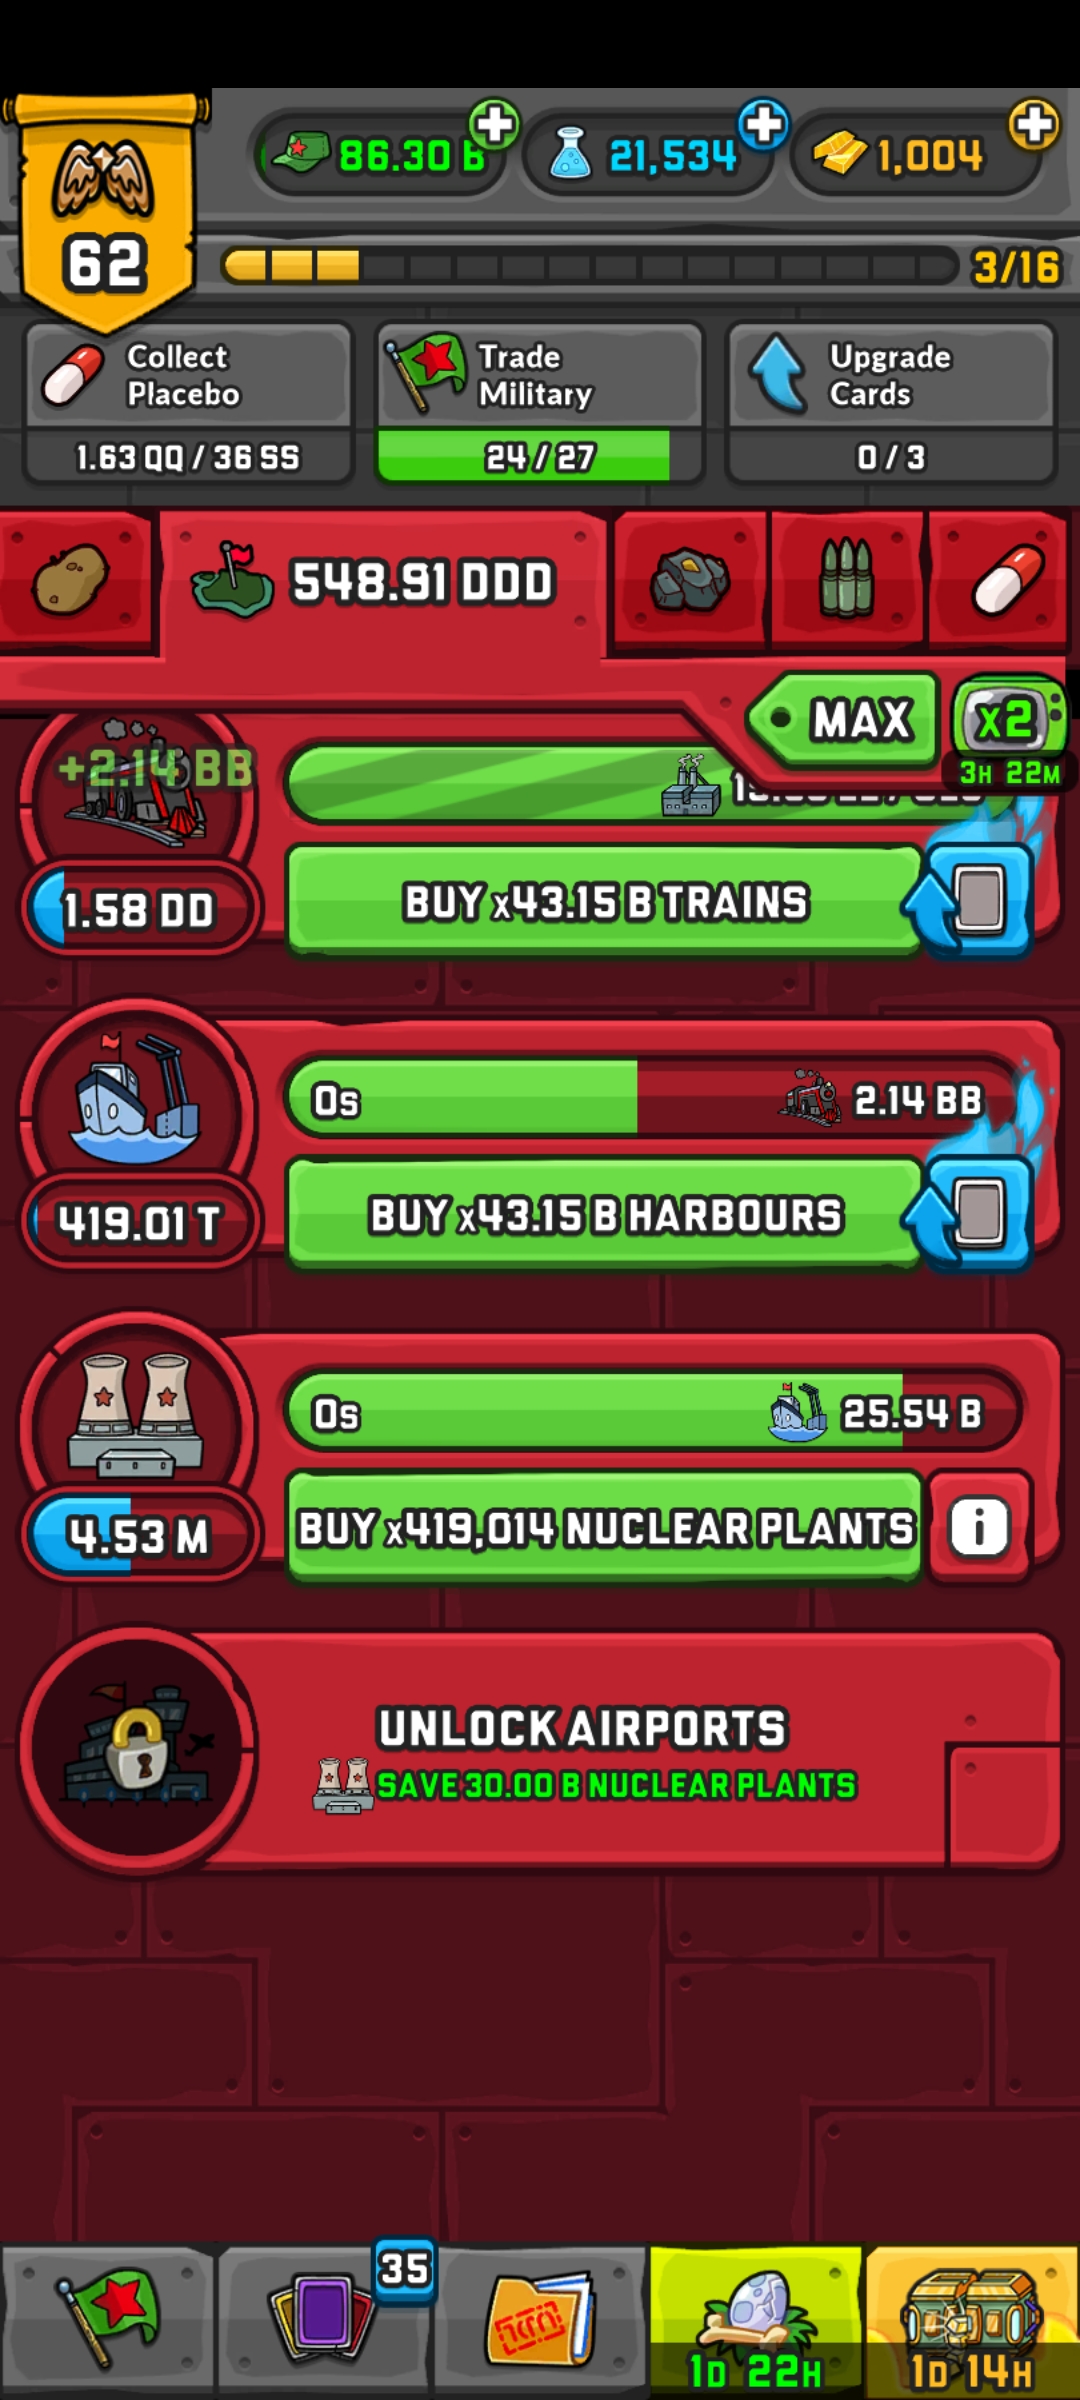 86.30 B
21,534
1,004
62
3/16
Collect
Placebo
Trade
Military
Upgrade
Cards
1.63 QQ / 36 SS
24 / 27
0 / 3
548.91 DDD
MAX
x2
3H 22M
+2.14 BB
1.58 DD
BUY x43.15 B TRAINS
0s
2.14 BB
419.01 T
BUY x43.15 B HARBOURS
0s
25.54 B
4.53 M
BUY x419,014 NUCLEAR PLANTS
i
UNLOCK AIRPORTS
SAVE 30.00 B NUCLEAR PLANTS
35
1D 22H
1D 14H